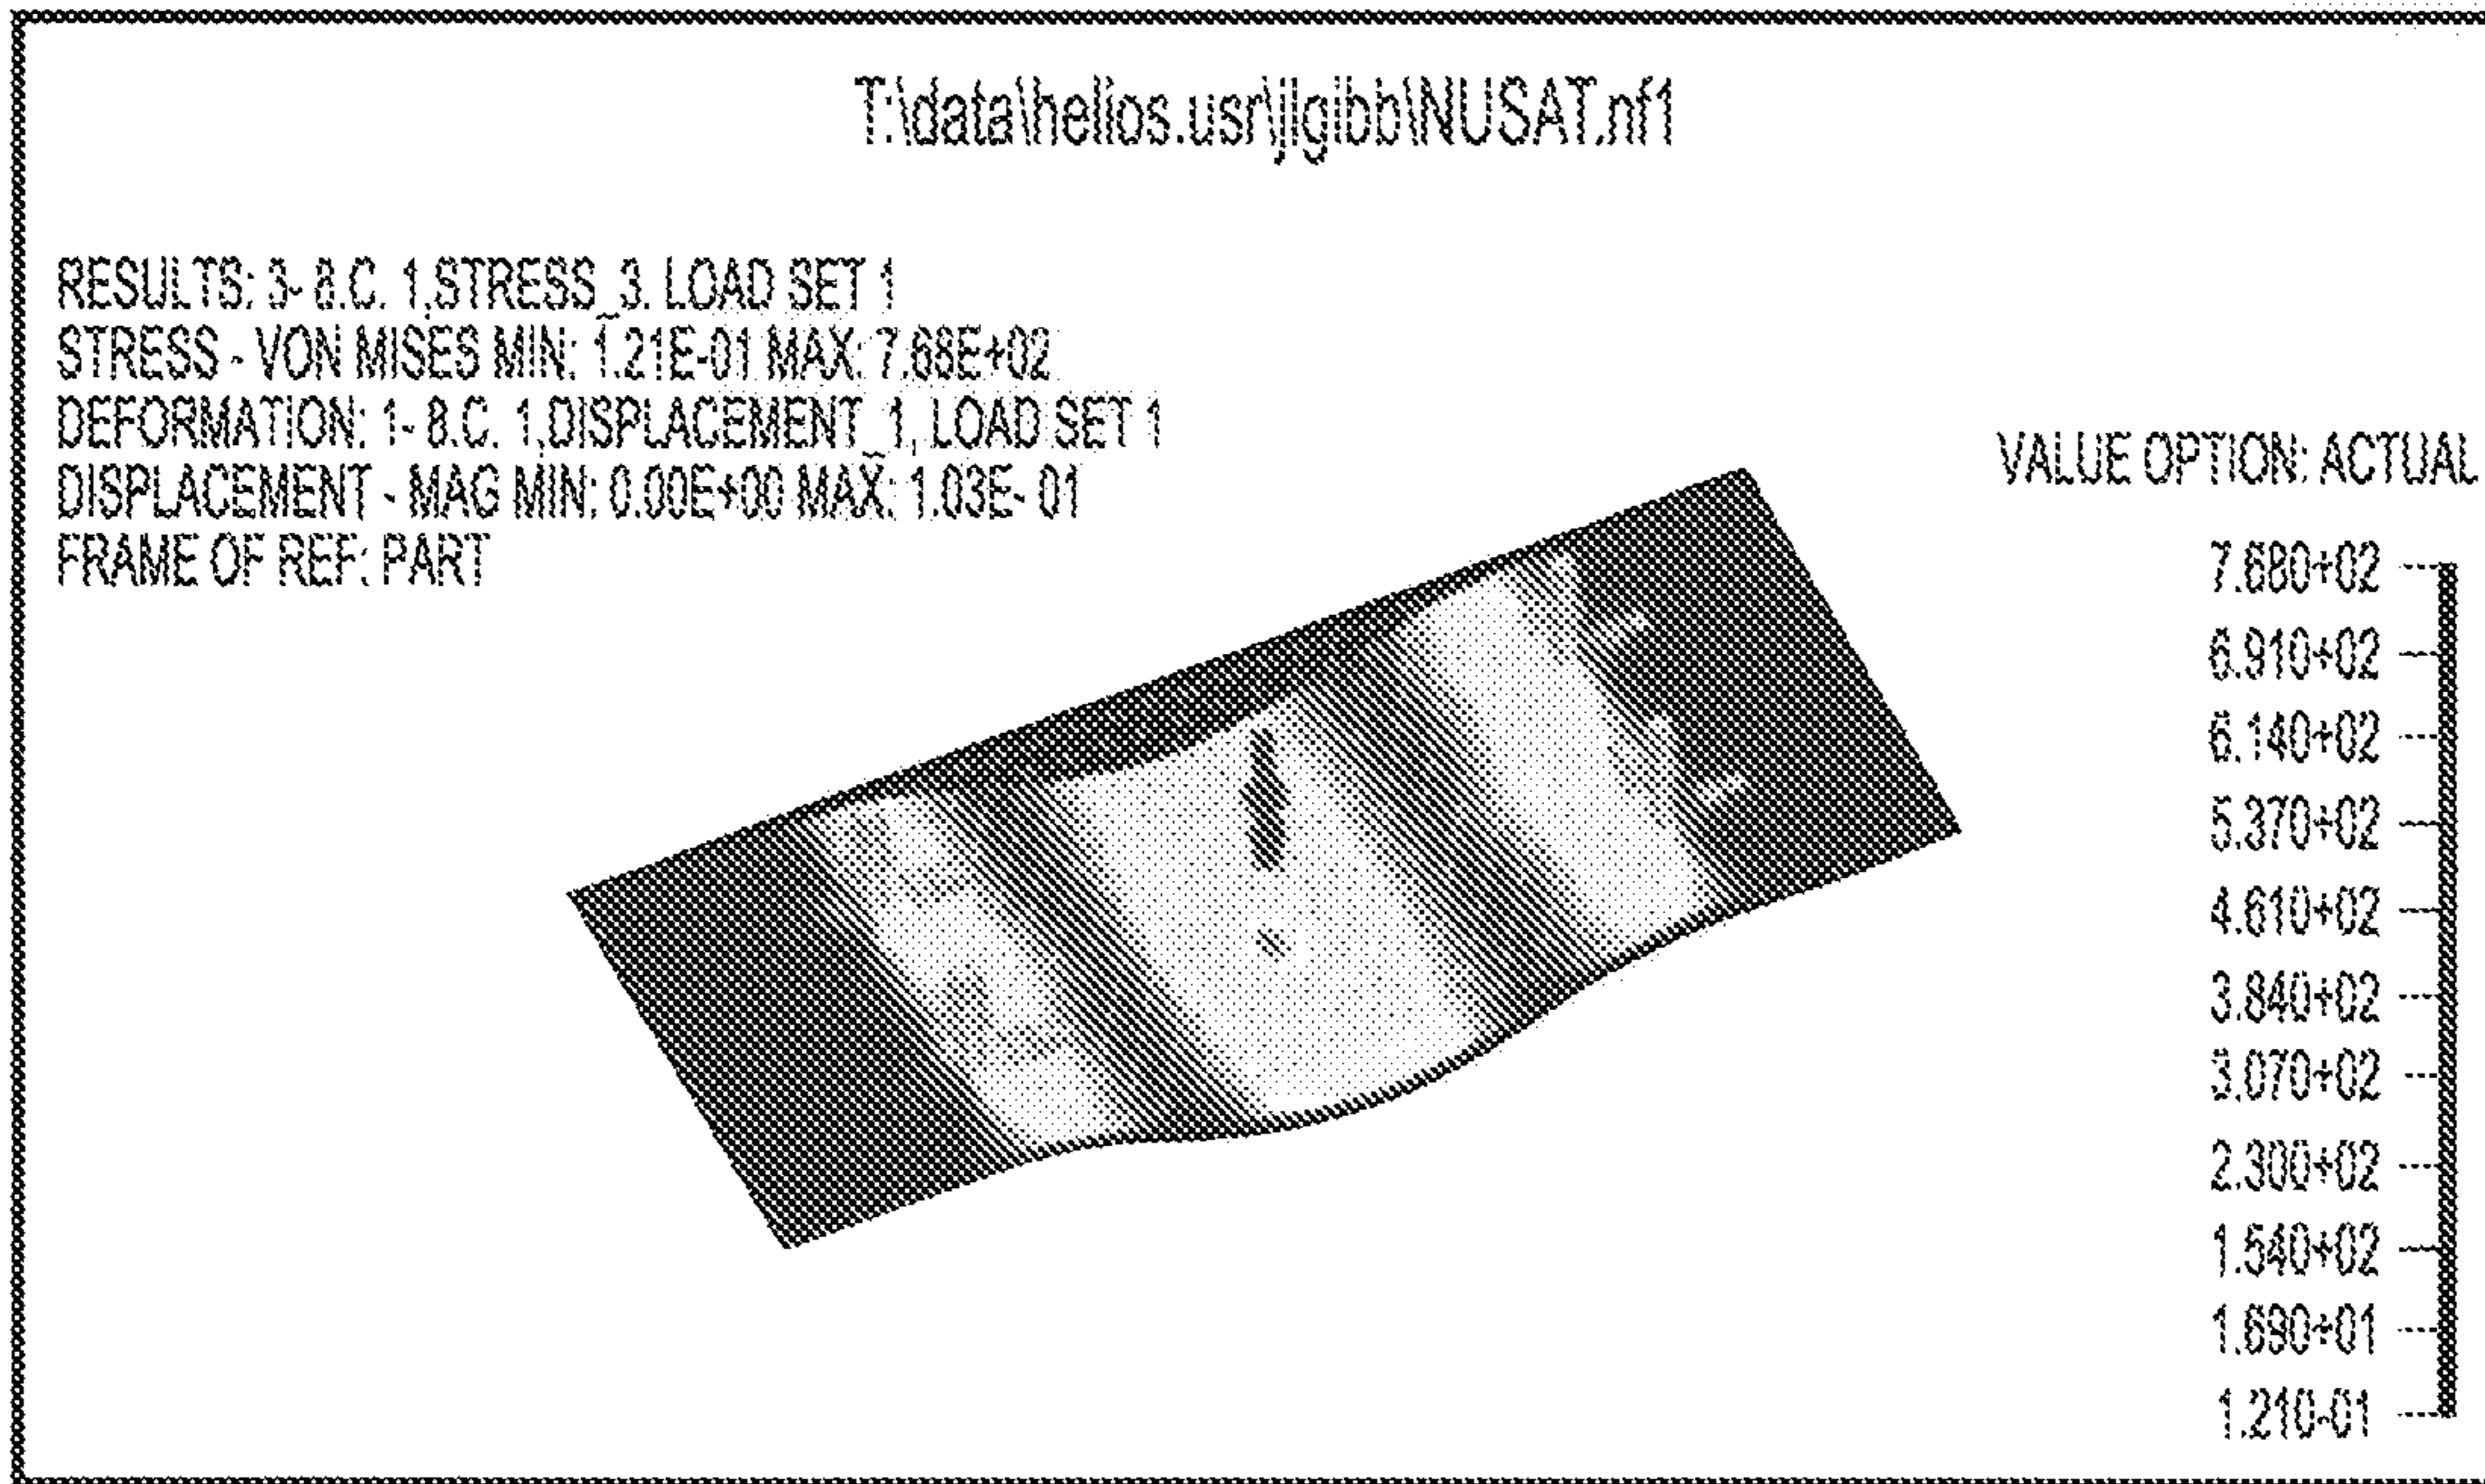 T:\data\helios.usr\jlgibb\NUSAT.nf1
RESULTS: 3- 8.C. 1,STRESS_3. LOAD SET 1
STRESS - VON MISES MIN: 1.21E-01 MAX: 7.68E+02
DEFORMATION: 1- 8.C. 1,DISPLACEMENT_1, LOAD SET 1
DISPLACEMENT - MAG MIN: 0.00E+00 MAX: 1.03E- 01
FRAME OF REF: PART
VALUE OPTION: ACTUAL
7.680+02
6.910+02
6.140+02
5.370+02
4.610+02
3.840+02
3.070+02
2.300+02
1.540+02
1.690+01
1.210-01